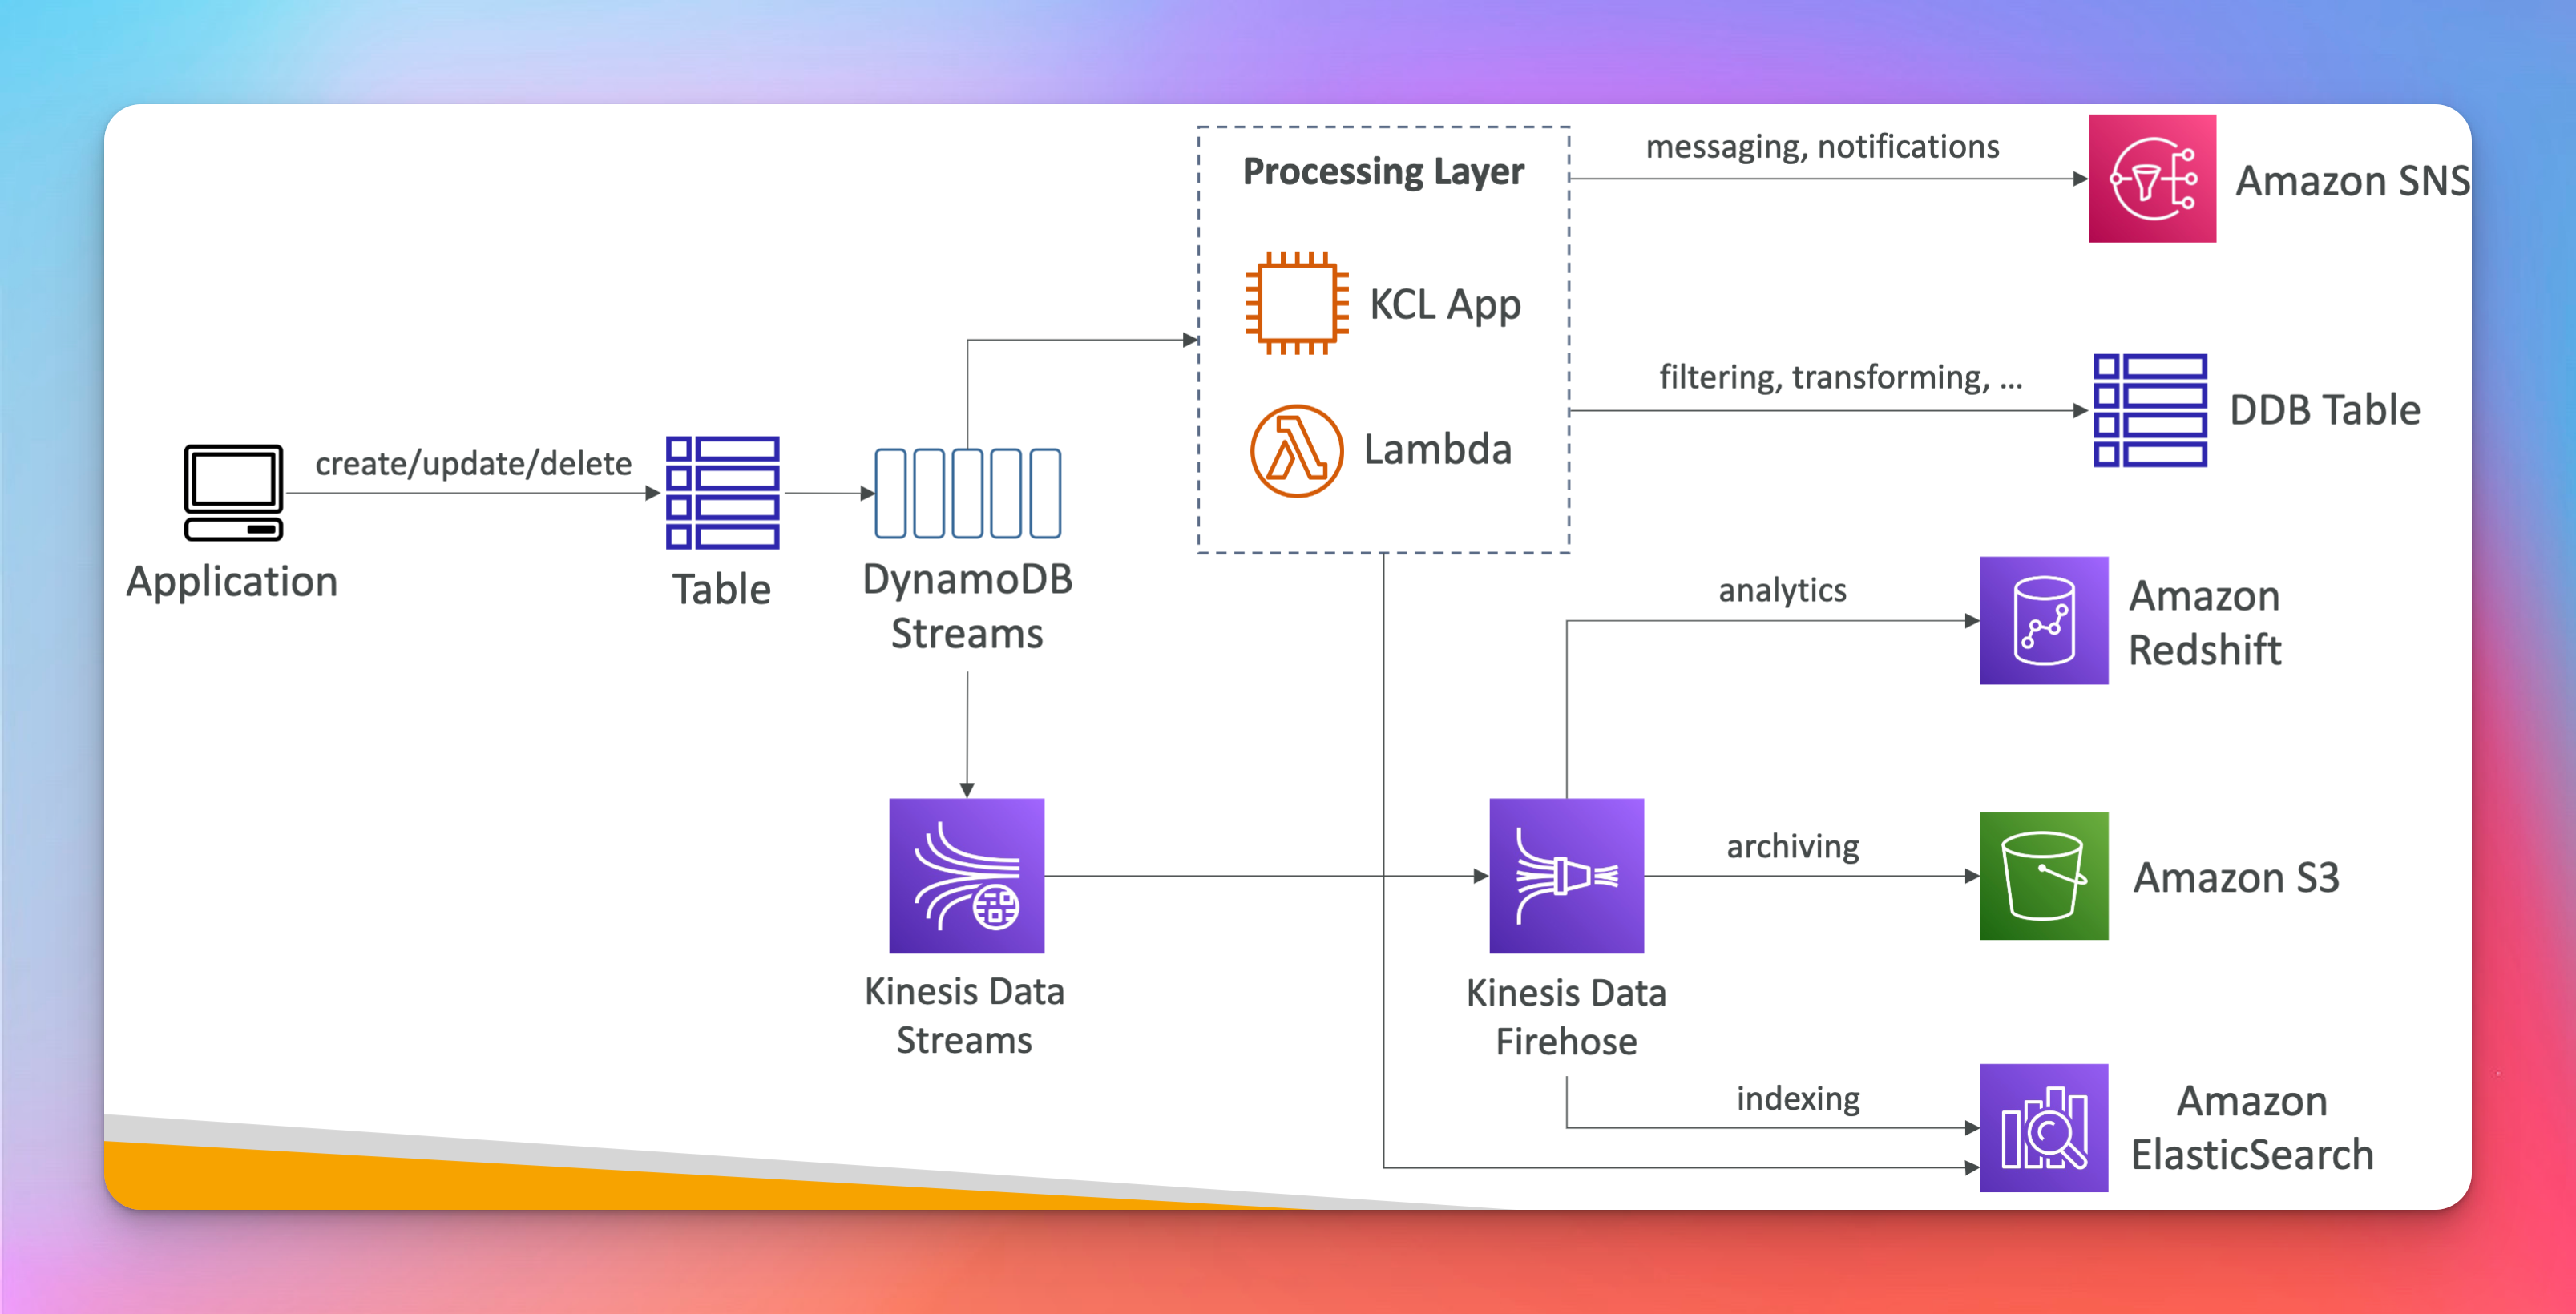 Processing Layer
KCL App
Lambda
messaging, notifications
Amazon SNS
filtering, transforming, ...
DDB Table
create/update/delete
Application
Table
DynamoDB
Streams
analytics
Amazon
Redshift
archiving
Amazon S3
Kinesis Data
Streams
Kinesis Data
Firehose
indexing
Amazon
ElasticSearch